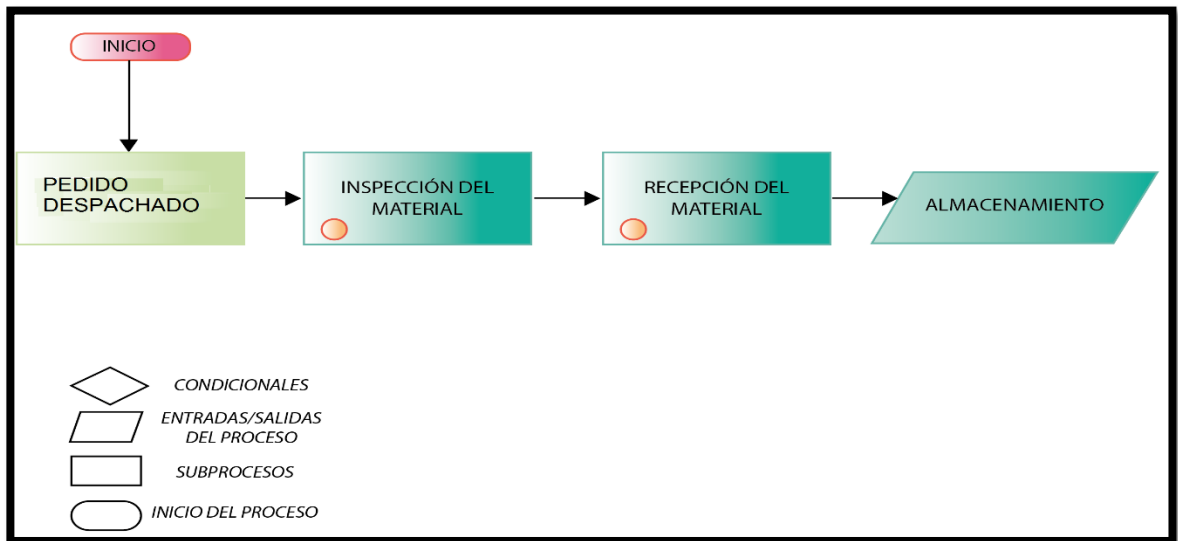 INICIO
PEDIDO
DESPACHADO
INSPECCIÓN DEL
MATERIAL
RECEPCIÓN DEL
MATERIAL
ALMACENAMIENTO
CONDICIONALES
ENTRADAS/SALIDAS
DEL PROCESO
SUBPROCESOS
INICIO DEL PROCESO